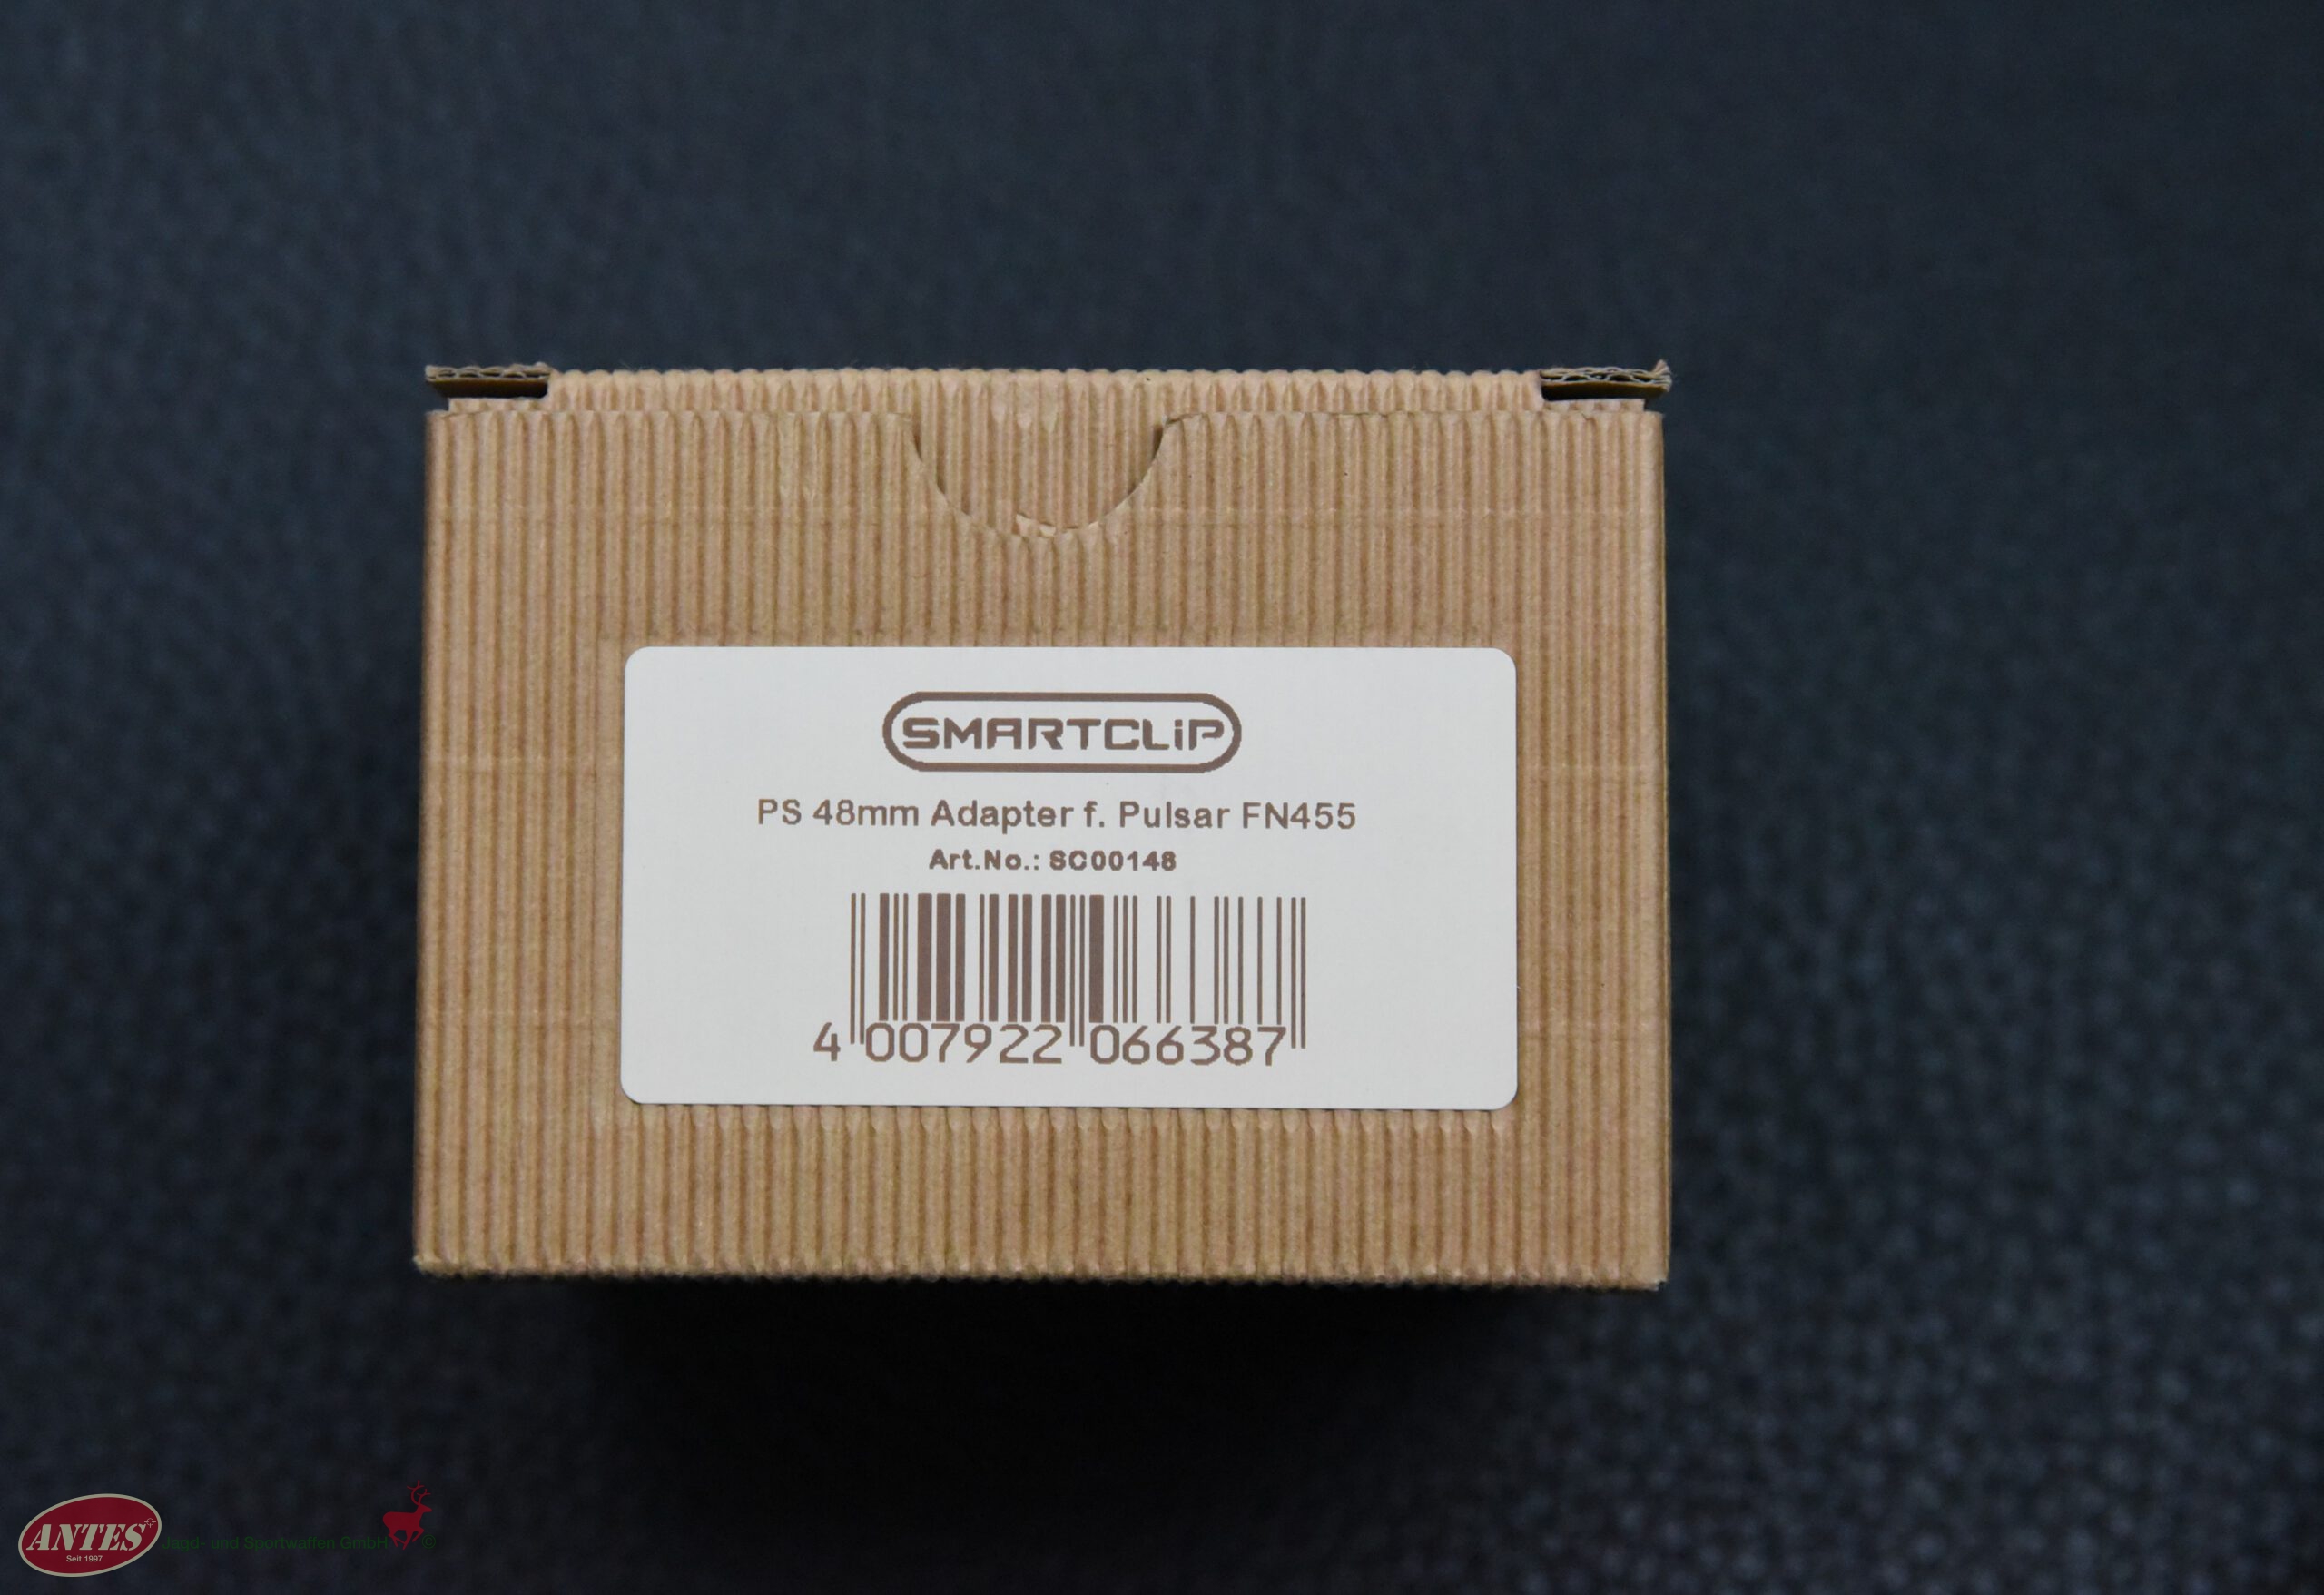 SMARTCLiP
PS 48mm Adapter f. Pulsar FN455
Art.No.: SC00148
4 007922 066387
ANTES
Seit 1997
Jagd- und Sportwaffen GmbH ©